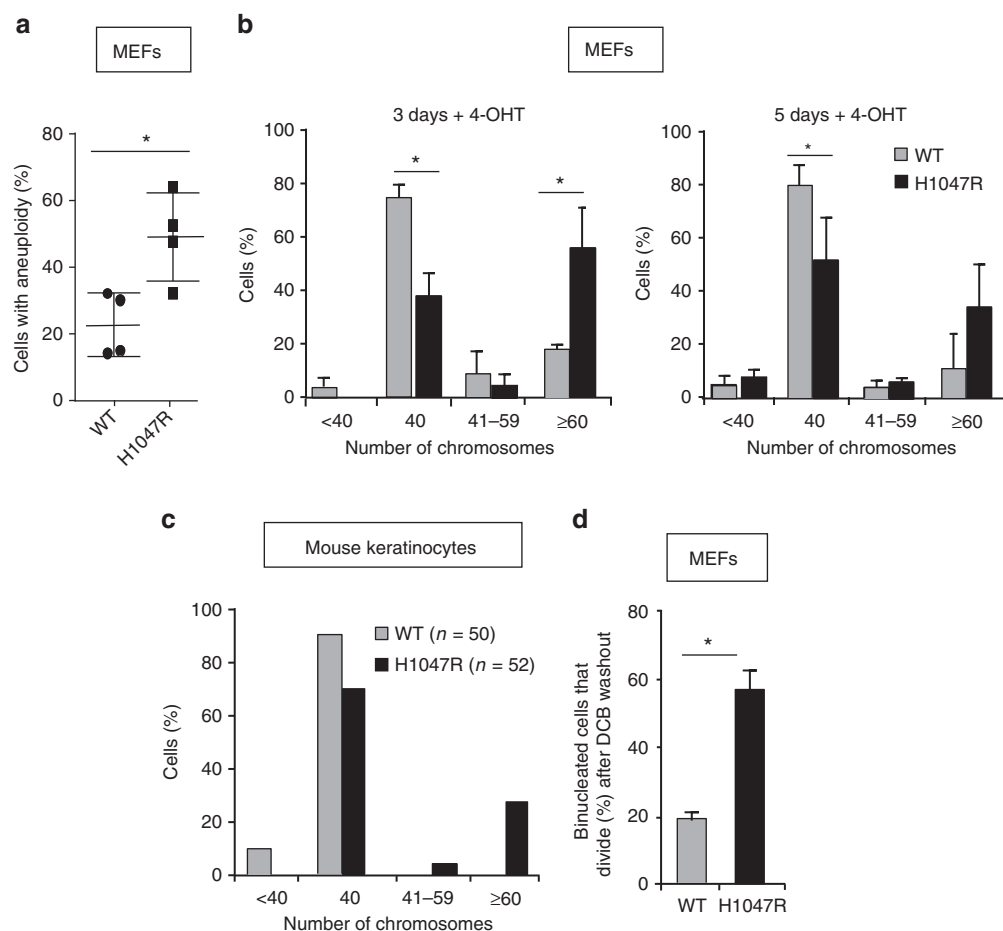 a
MEFs
Cells with aneuploidy (%)
80
60
40
20
0
*
WT
H1047R
b
MEFs
3 days + 4-OHT
Cells (%)
100
80
60
40
20
0
*
*
<40
40
41–59
≥60
Number of chromosomes
5 days + 4-OHT
Cells (%)
100
80
60
40
20
0
*
WT
H1047R
<40
40
41–59
≥60
Number of chromosomes
c
Mouse keratinocytes
Cells (%)
100
80
60
40
20
0
WT (n = 50)
H1047R (n = 52)
<40
40
41–59
≥60
Number of chromosomes
d
MEFs
Binucleated cells that
divide (%) after DCB washout
80
60
40
20
0
*
WT
H1047R